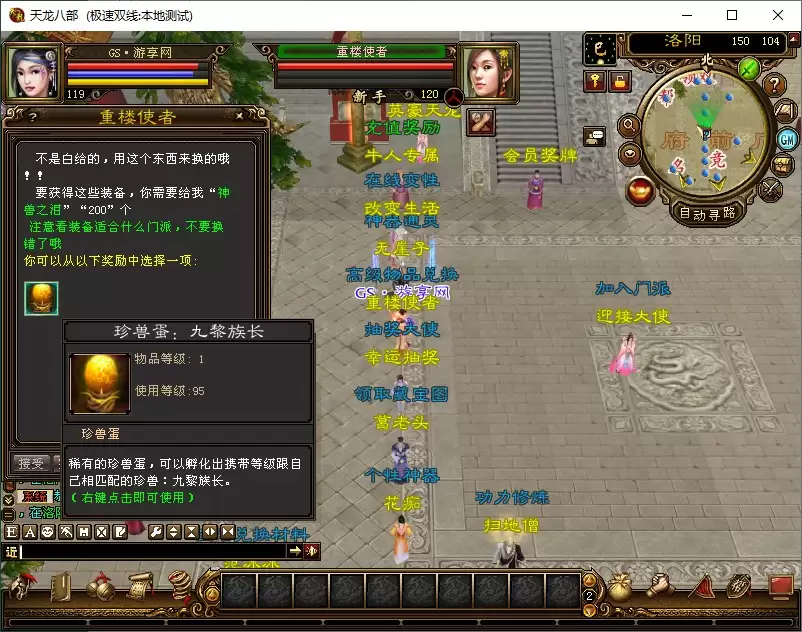 天龙八部 (极速双线:本地测试)
GS·游享网
119
重楼使者
新手
120
洛阳
150 104
北
GM
自动寻路
重楼使者
不是白给的，用这个东西来换的哦
！！
要获得这些装备，你需要给我“神
兽之泪”“200”个
注意看装备适合什么门派，不要换
错了哦
你可以从以下奖励中选择一项:
珍兽蛋: 九黎族长
物品等级: 1
使用等级:95
珍兽蛋
稀有的珍兽蛋，可以孵化出携带等级跟自
己相匹配的珍兽：九黎族长。
(右键点击即可使用)
接受
英豪天龙
充值奖励
牛人专属
会员奖牌
在线变性
改变生活
神器通灵
无崖子
高级物品兑换
GS·游享网
重楼使者
抽奖大使
幸运抽奖
加入门派
迎接大使
领取藏宝图
葛老头
个性神器
花痴
功力修炼
扫地僧
兑换材料
范冰冰
近
2